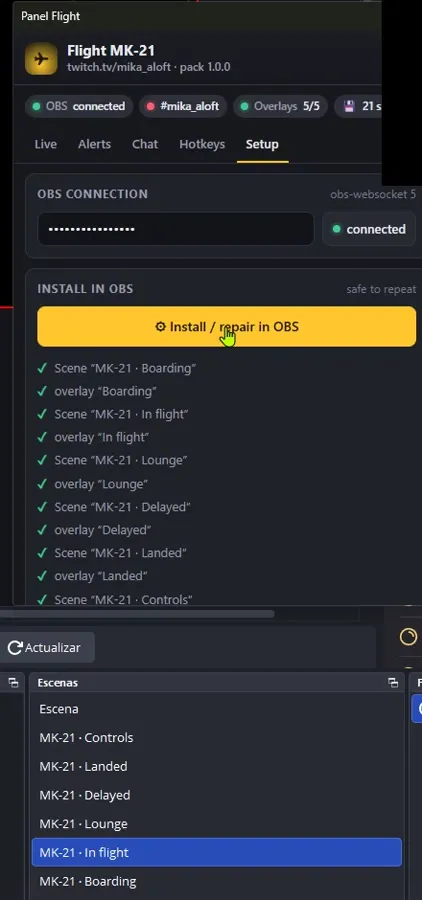 Panel Flight
Flight MK-21
twitch.tv/mika_aloft · pack 1.0.0
OBS connected #mika_aloft Overlays 5/5 21 s
Live Alerts Chat Hotkeys Setup
OBS CONNECTION obs-websocket 5
•••••••••••••••• connected
INSTALL IN OBS safe to repeat
⚙ Install / repair in OBS
✓ Scene “MK-21 · Boarding”
✓ overlay “Boarding”
✓ Scene “MK-21 · In flight”
✓ overlay “In flight”
✓ Scene “MK-21 · Lounge”
✓ overlay “Lounge”
✓ Scene “MK-21 · Delayed”
✓ overlay “Delayed”
✓ Scene “MK-21 · Landed”
✓ overlay “Landed”
✓ Scene “MK-21 · Controls”
Actualizar
Escenas F
Escena
MK-21 · Controls
MK-21 · Landed
MK-21 · Delayed
MK-21 · Lounge
MK-21 · In flight
MK-21 · Boarding